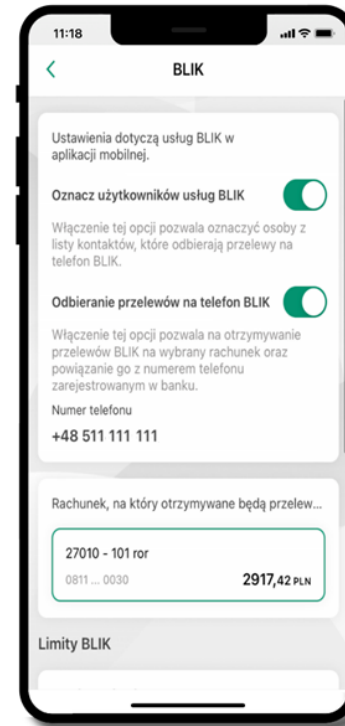 11:18
BLIK
Ustawienia dotyczą usług BLIK w
aplikacji mobilnej.
Oznacz użytkowników usług BLIK
Włączenie tej opcji pozwala oznaczyć osoby z
listy kontaktów, które odbierają przelewy na
telefon BLIK.
Odbieranie przelewów na telefon BLIK
Włączenie tej opcji pozwala na otrzymywanie
przelewów BLIK na wybrany rachunek oraz
powiązanie go z numerem telefonu
zarejestrowanym w banku.
Numer telefonu
+48 511 111 111
Rachunek, na który otrzymywane będą przelew...
27010 - 101 ror
0811 ... 0030 2917,42 PLN
Limity BLIK